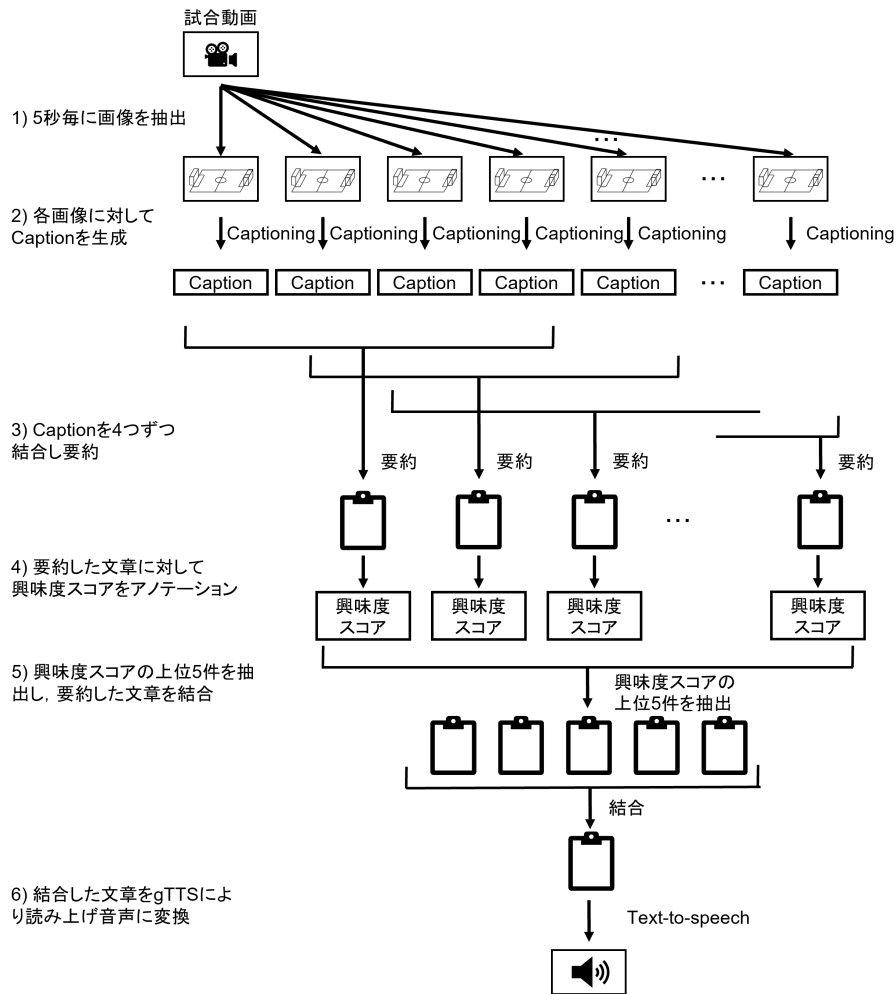 試合動画
1) 5秒毎に画像を抽出
...
...
2) 各画像に対して
Captionを生成
Captioning Captioning Captioning Captioning Captioning Captioning
Caption Caption Caption Caption Caption ... Caption
3) Captionを4つずつ
結合し要約
要約 要約 要約 要約
...
4) 要約した文章に対して
興味度スコアをアノテーション
興味度 興味度 興味度 興味度
スコア スコア スコア スコア
5) 興味度スコアの上位5件を抽
出し, 要約した文章を結合
興味度スコアの
上位5件を抽出
結合
6) 結合した文章をgTTSによ
り読み上げ音声に変換
Text-to-speech